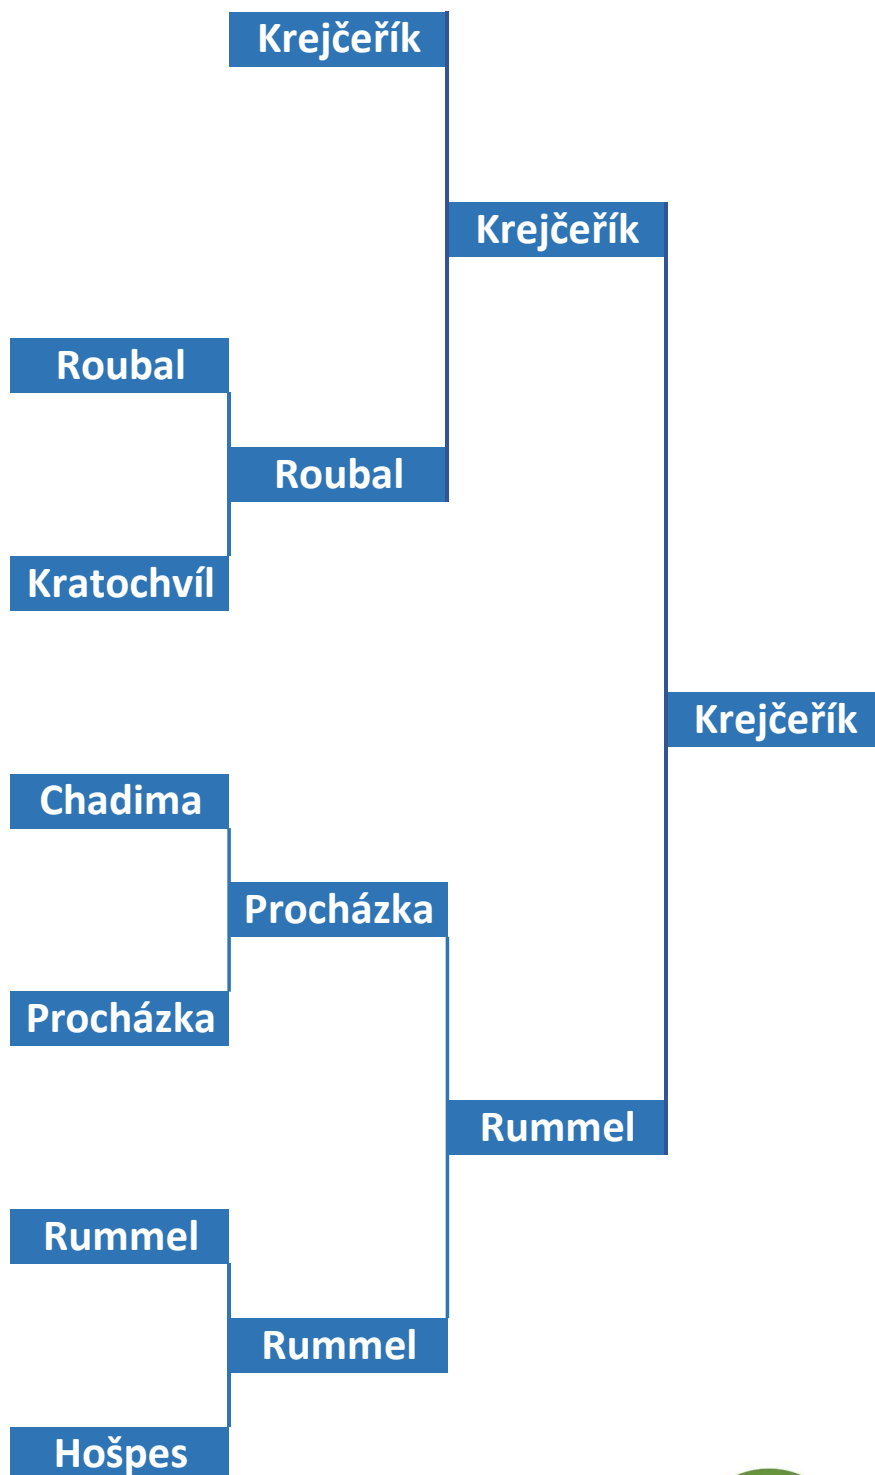 Krejčeřík
Krejčeřík
Roubal
Roubal
Kratochvíl
Krejčeřík
Chadima
Procházka
Procházka
Rummel
Rummel
Rummel
Hošpes